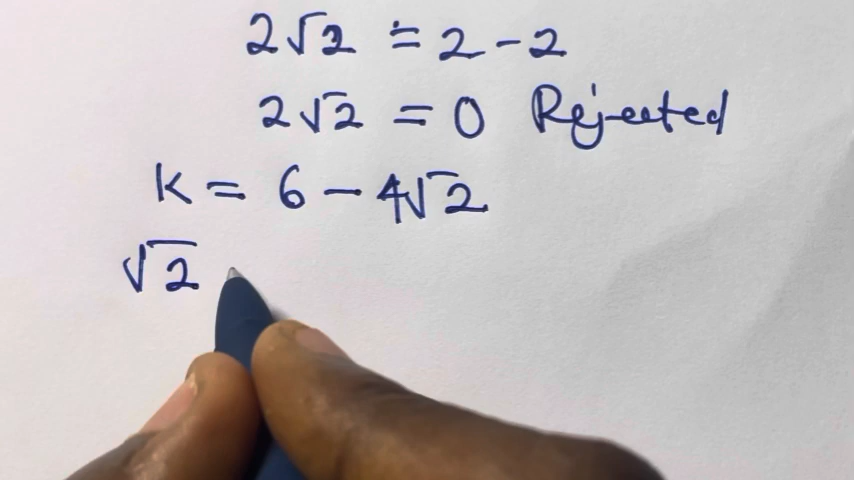 2√2 = 2 - 2
2√2 = 0 Rejected
K = 6 - 4√2
√2